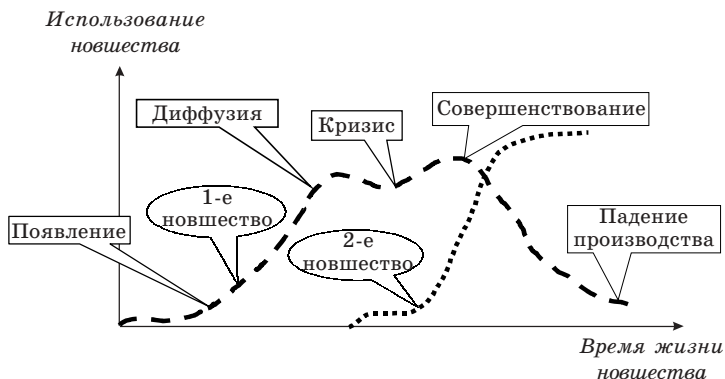 Использование
новшества
Диффузия
Кризис
Совершенствование
1-е
новшество
Появление
2-е
новшество
Падение
производства
Время жизни
новшества